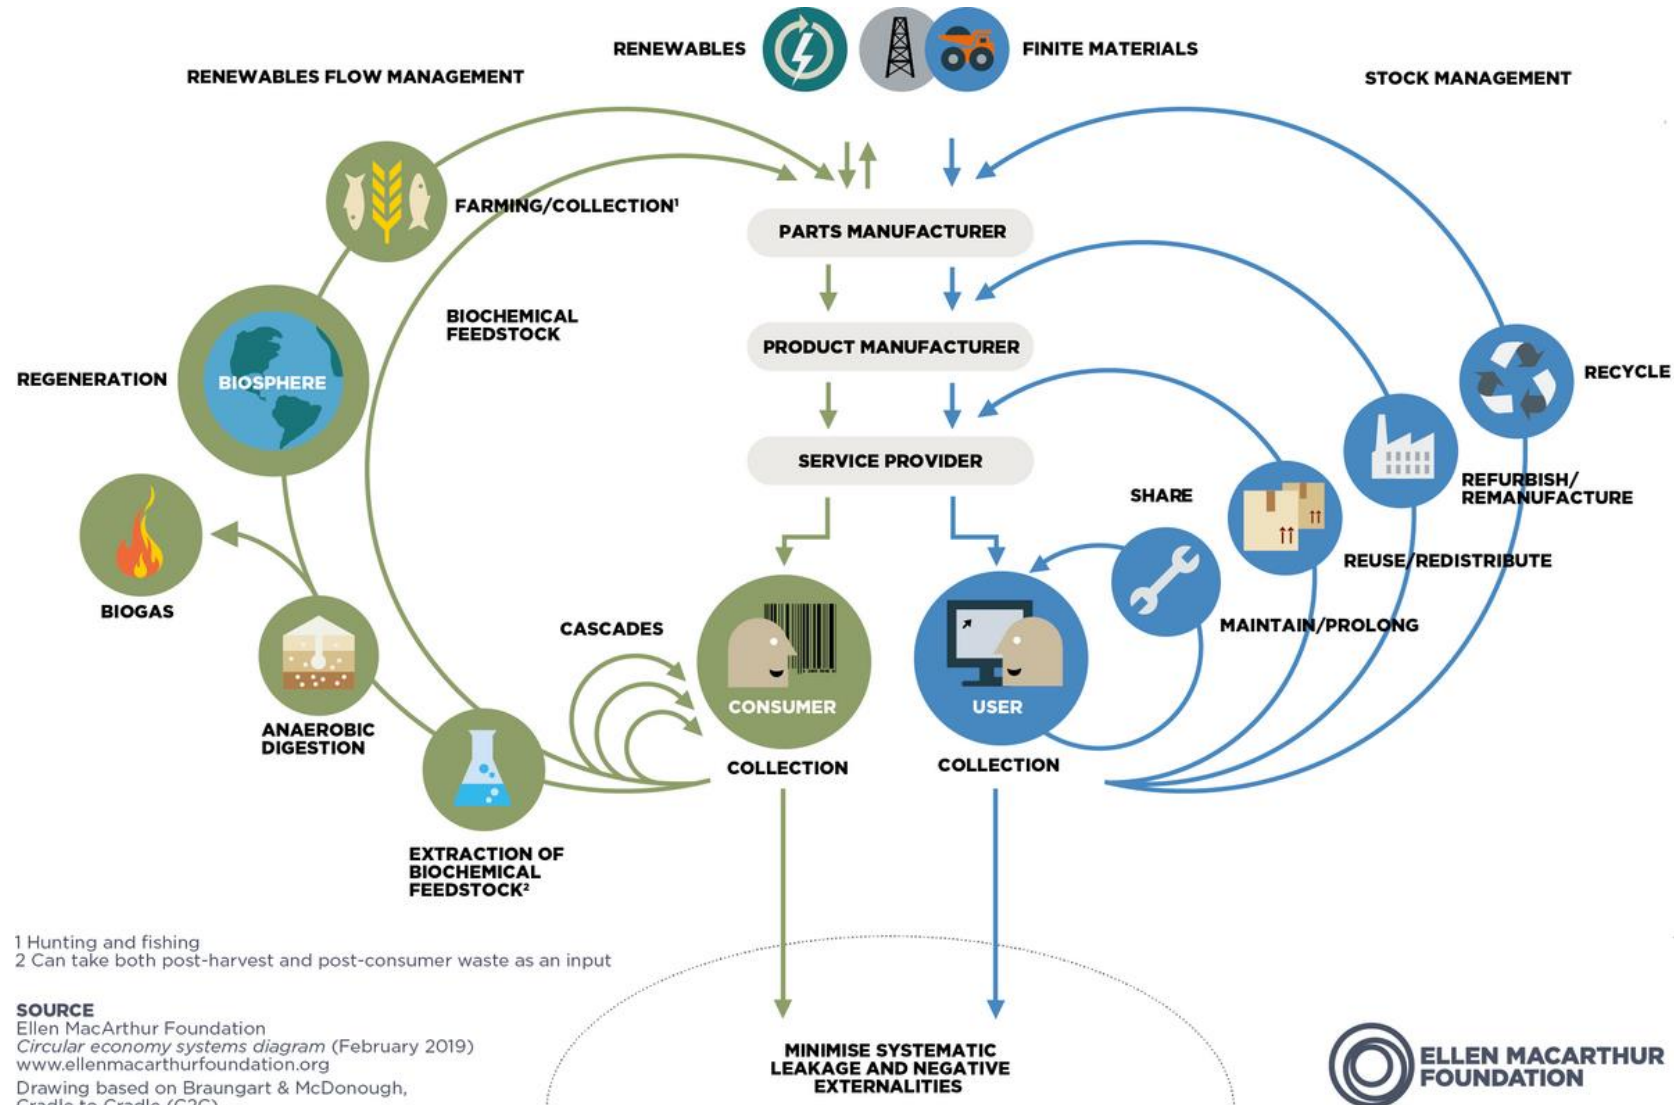 RENEWABLES
FINITE MATERIALS
RENEWABLES FLOW MANAGEMENT
STOCK MANAGEMENT
FARMING/COLLECTION¹
PARTS MANUFACTURER
BIOCHEMICAL
FEEDSTOCK
PRODUCT MANUFACTURER
REGENERATION
BIOSPHERE
RECYCLE
SERVICE PROVIDER
SHARE
REFURBISH/
REMANUFACTURE
REUSE/REDISTRIBUTE
BIOGAS
CASCADES
MAINTAIN/PROLONG
CONSUMER
USER
ANAEROBIC
DIGESTION
COLLECTION
COLLECTION
EXTRACTION OF
BIOCHEMICAL
FEEDSTOCK²
1 Hunting and fishing
2 Can take both post-harvest and post-consumer waste as an input
SOURCE
Ellen MacArthur Foundation
Circular economy systems diagram (February 2019)
www.ellenmacarthurfoundation.org
Drawing based on Braungart & McDonough,
Cradle to Cradle (C2C)
MINIMISE SYSTEMATIC
LEAKAGE AND NEGATIVE
EXTERNALITIES
ELLEN MACARTHUR
FOUNDATION